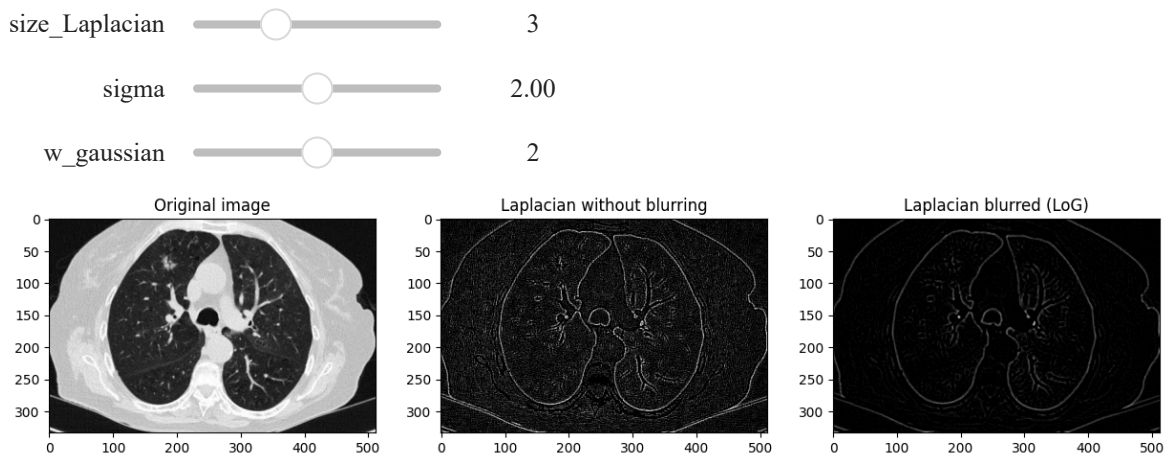 size_Laplacian 3
sigma 2.00
w_gaussian 2
Original image Laplacian without blurring Laplacian blurred (LoG)
0 0 0
50 50 50
100 100 100
150 150 150
200 200 200
250 250 250
300 300 300
0 100 200 300 400 500 0 100 200 300 400 500 0 100 200 300 400 500